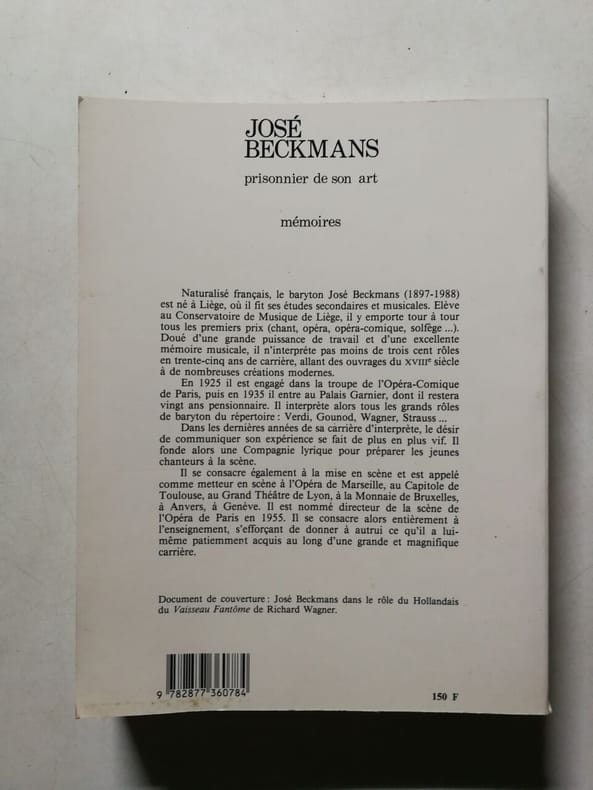 JOSÉ
BECKMANS
prisonnier de son art
mémoires
Naturalisé français, le baryton José Beckmans (1897-1988)
est né à Liège, où il fit ses études secondaires et musicales. Elève
au Conservatoire de Musique de Liège, il y emporte tour à tour
tous les premiers prix (chant, opéra, opéra-comique, solfège ...).
Doué d'une grande puissance de travail et d'une excellente
mémoire musicale, il n'interpréte pas moins de trois cent rôles
en trente-cinq ans de carrière, allant des ouvrages du XVIIIe siècle
à de nombreuses créations modernes.
En 1925 il est engagé dans la troupe de l'Opéra-Comique
de Paris, puis en 1935 il entre au Palais Garnier, dont il restera
vingt ans pensionnaire. Il interprète alors tous les grands rôles
de baryton du répertoire : Verdi, Gounod, Wagner, Strauss ...
Dans les dernières années de sa carrière d'interprète, le désir
de communiquer son expérience se fait de plus en plus vif. Il
fonde alors une Compagnie lyrique pour préparer les jeunes
chanteurs à la scène.
Il se consacre également à la mise en scène et est appelé
comme metteur en scène à l'Opéra de Marseille, au Capitole de
Toulouse, au Grand Théâtre de Lyon, à la Monnaie de Bruxelles,
à Anvers, à Genève. Il est nommé directeur de la scène de
l'Opéra de Paris en 1955. Il se consacre alors entièrement à
l'enseignement, s'efforçant de donner à autrui ce qu'il a lui-
même patiemment acquis au long d'une grande et magnifique
carrière.
Document de couverture : José Beckmans dans le rôle du Hollandais
du Vaisseau Fantôme de Richard Wagner.
9 782877 360784
150 F